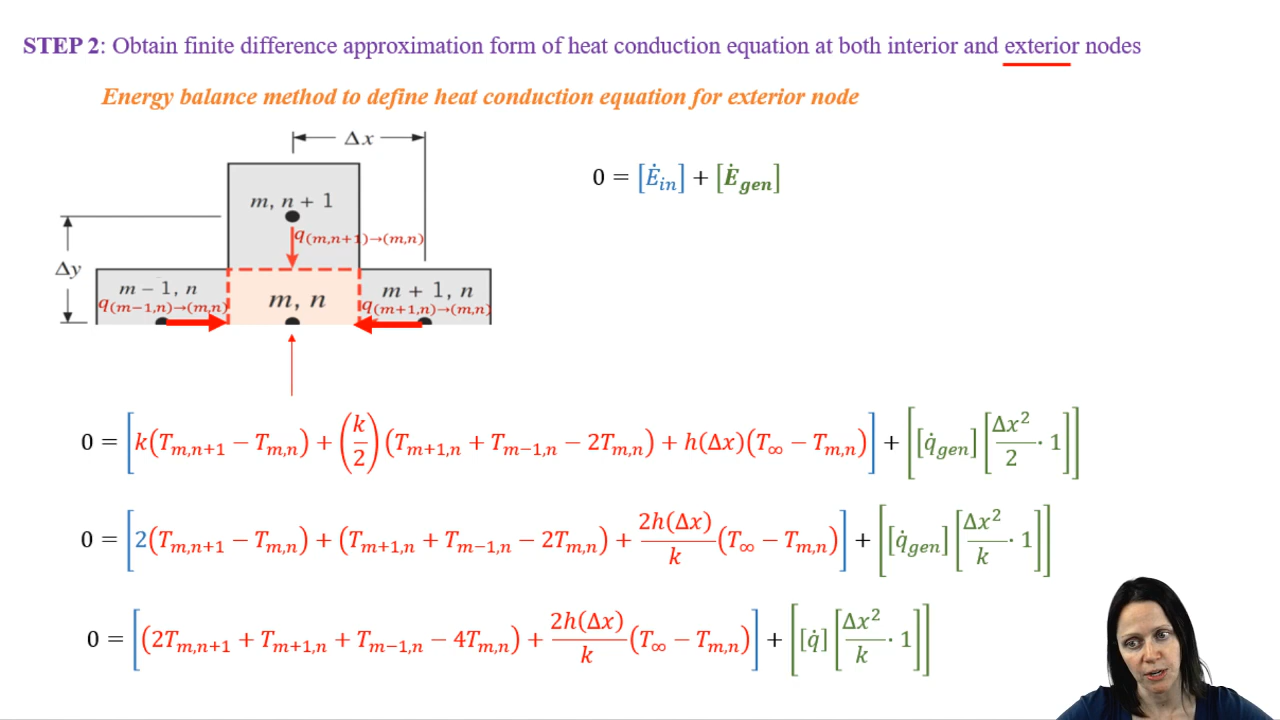 STEP 2: Obtain finite difference approximation form of heat conduction equation at both interior and exterior nodes
Energy balance method to define heat conduction equation for exterior node
Δx
0 = [Ė_in] + [Ė_gen]
m, n + 1
q_(m,n+1)→(m,n)
Δy
m − 1, n
q_(m−1,n)→(m,n)
m, n
m + 1, n
q_(m+1,n)→(m,n)
0 = [k(T_m,n+1 − T_m,n) + (k/2)(T_m+1,n + T_m−1,n − 2T_m,n) + h(Δx)(T_∞ − T_m,n)] + [[q̇_gen][Δx²/2 · 1]]
0 = [2(T_m,n+1 − T_m,n) + (T_m+1,n + T_m−1,n − 2T_m,n) + 2h(Δx)/k (T_∞ − T_m,n)] + [[q̇_gen][Δx²/k · 1]]
0 = [(2T_m,n+1 + T_m+1,n + T_m−1,n − 4T_m,n) + 2h(Δx)/k (T_∞ − T_m,n)] + [[q̇][Δx²/k · 1]]